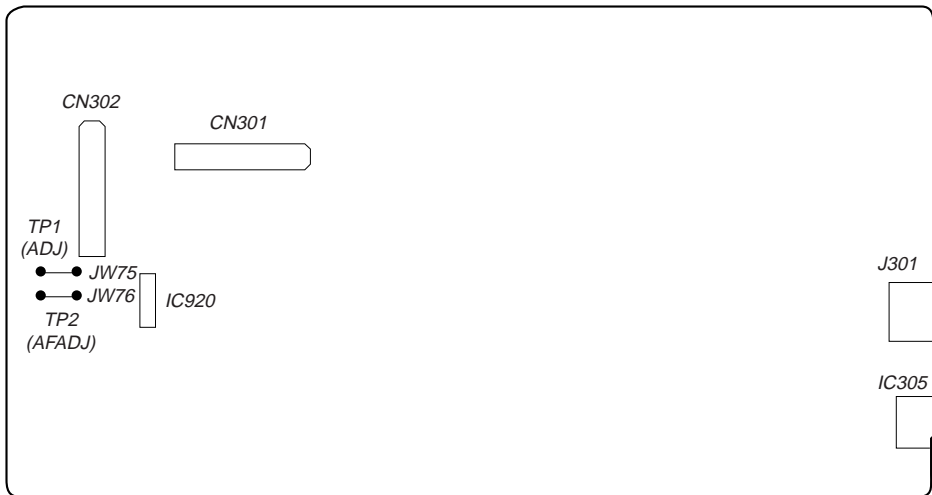 CN302
CN301
TP1
(ADJ)
JW75
JW76
TP2
(AFADJ)
IC920
J301
IC305